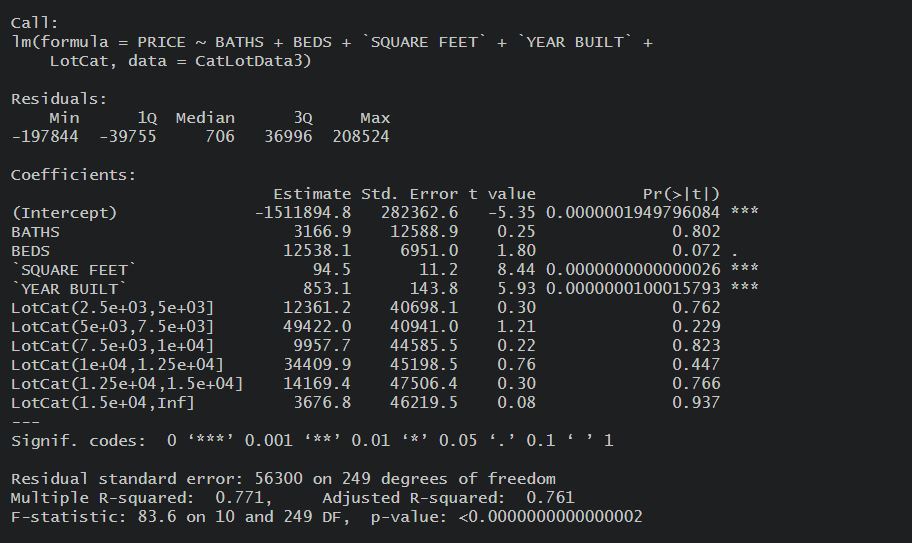 Call:
lm(formula = PRICE ~ BATHS + BEDS + `SQUARE FEET` + `YEAR BUILT` +
    LotCat, data = CatLotData3)

Residuals:
    Min      1Q  Median      3Q     Max
-197844  -39755     706   36996  208524

Coefficients:
                          Estimate Std. Error t value           Pr(>|t|)
(Intercept)             -1511894.8   282362.6   -5.35 0.0000001949796084 ***
BATHS                       3166.9    12588.9    0.25              0.802
BEDS                       12538.1     6951.0    1.80              0.072 .
`SQUARE FEET`                 94.5       11.2    8.44 0.0000000000000026 ***
`YEAR BUILT`                 853.1      143.8    5.93 0.0000000100015793 ***
LotCat(2.5e+03,5e+03]      12361.2    40698.1    0.30              0.762
LotCat(5e+03,7.5e+03]      49422.0    40941.0    1.21              0.229
LotCat(7.5e+03,1e+04]       9957.7    44585.5    0.22              0.823
LotCat(1e+04,1.25e+04]     34409.9    45198.5    0.76              0.447
LotCat(1.25e+04,1.5e+04]   14169.4    47506.4    0.30              0.766
LotCat(1.5e+04,Inf]         3676.8    46219.5    0.08              0.937
---
Signif. codes:  0 ‘***’ 0.001 ‘**’ 0.01 ‘*’ 0.05 ‘.’ 0.1 ‘ ’ 1

Residual standard error: 56300 on 249 degrees of freedom
Multiple R-squared:  0.771,     Adjusted R-squared:  0.761
F-statistic: 83.6 on 10 and 249 DF,  p-value: <0.0000000000000002